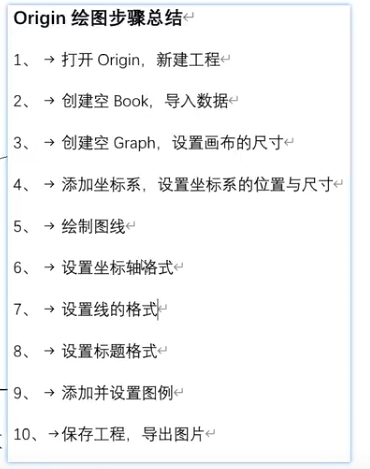 Origin 绘图步骤总结
1、 → 打开 Origin，新建工程
2、 → 创建空 Book，导入数据
3、 → 创建空 Graph，设置画布的尺寸
4、 → 添加坐标系，设置坐标系的位置与尺寸
5、 → 绘制图线
6、 → 设置坐标轴格式
7、 → 设置线的格式
8、 → 设置标题格式
9、 → 添加并设置图例
10、→保存工程，导出图片